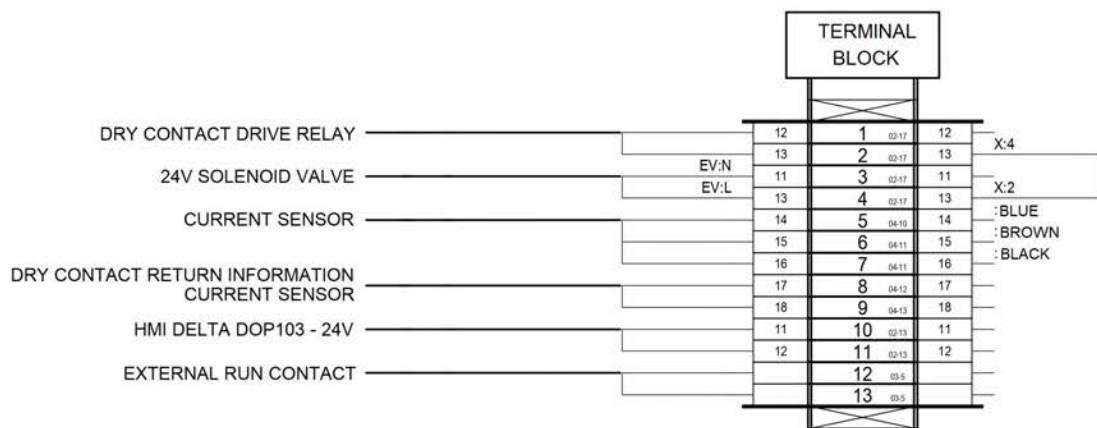 TERMINAL
BLOCK
DRY CONTACT DRIVE RELAY 12 1 02-17 12
X:4
13 2 02-17 13
EV:N
24V SOLENOID VALVE 11 3 02-17 11
EV:L X:2
13 4 02-17 13
CURRENT SENSOR 14 5 04-10 14 :BLUE
15 6 04-11 15 :BROWN
16 7 04-11 16 :BLACK
DRY CONTACT RETURN INFORMATION 17 8 04-12 17
CURRENT SENSOR
18 9 04-13 18
HMI DELTA DOP103 - 24V 11 10 02-13 11
12 11 02-13 12
EXTERNAL RUN CONTACT 12 03-5
13 03-5